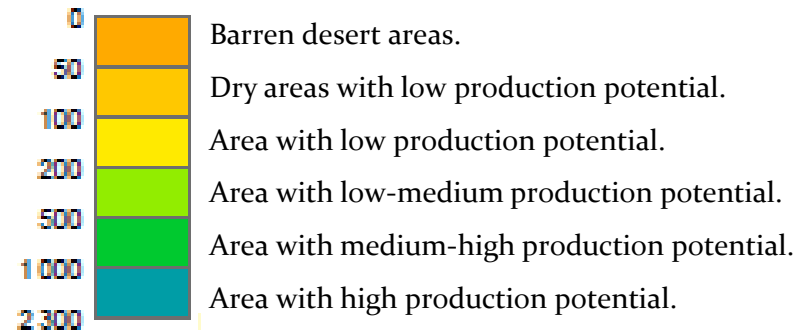 0
Barren desert areas.
50
Dry areas with low production potential.
100
Area with low production potential.
200
Area with low-medium production potential.
500
Area with medium-high production potential.
1 000
Area with high production potential.
2 300